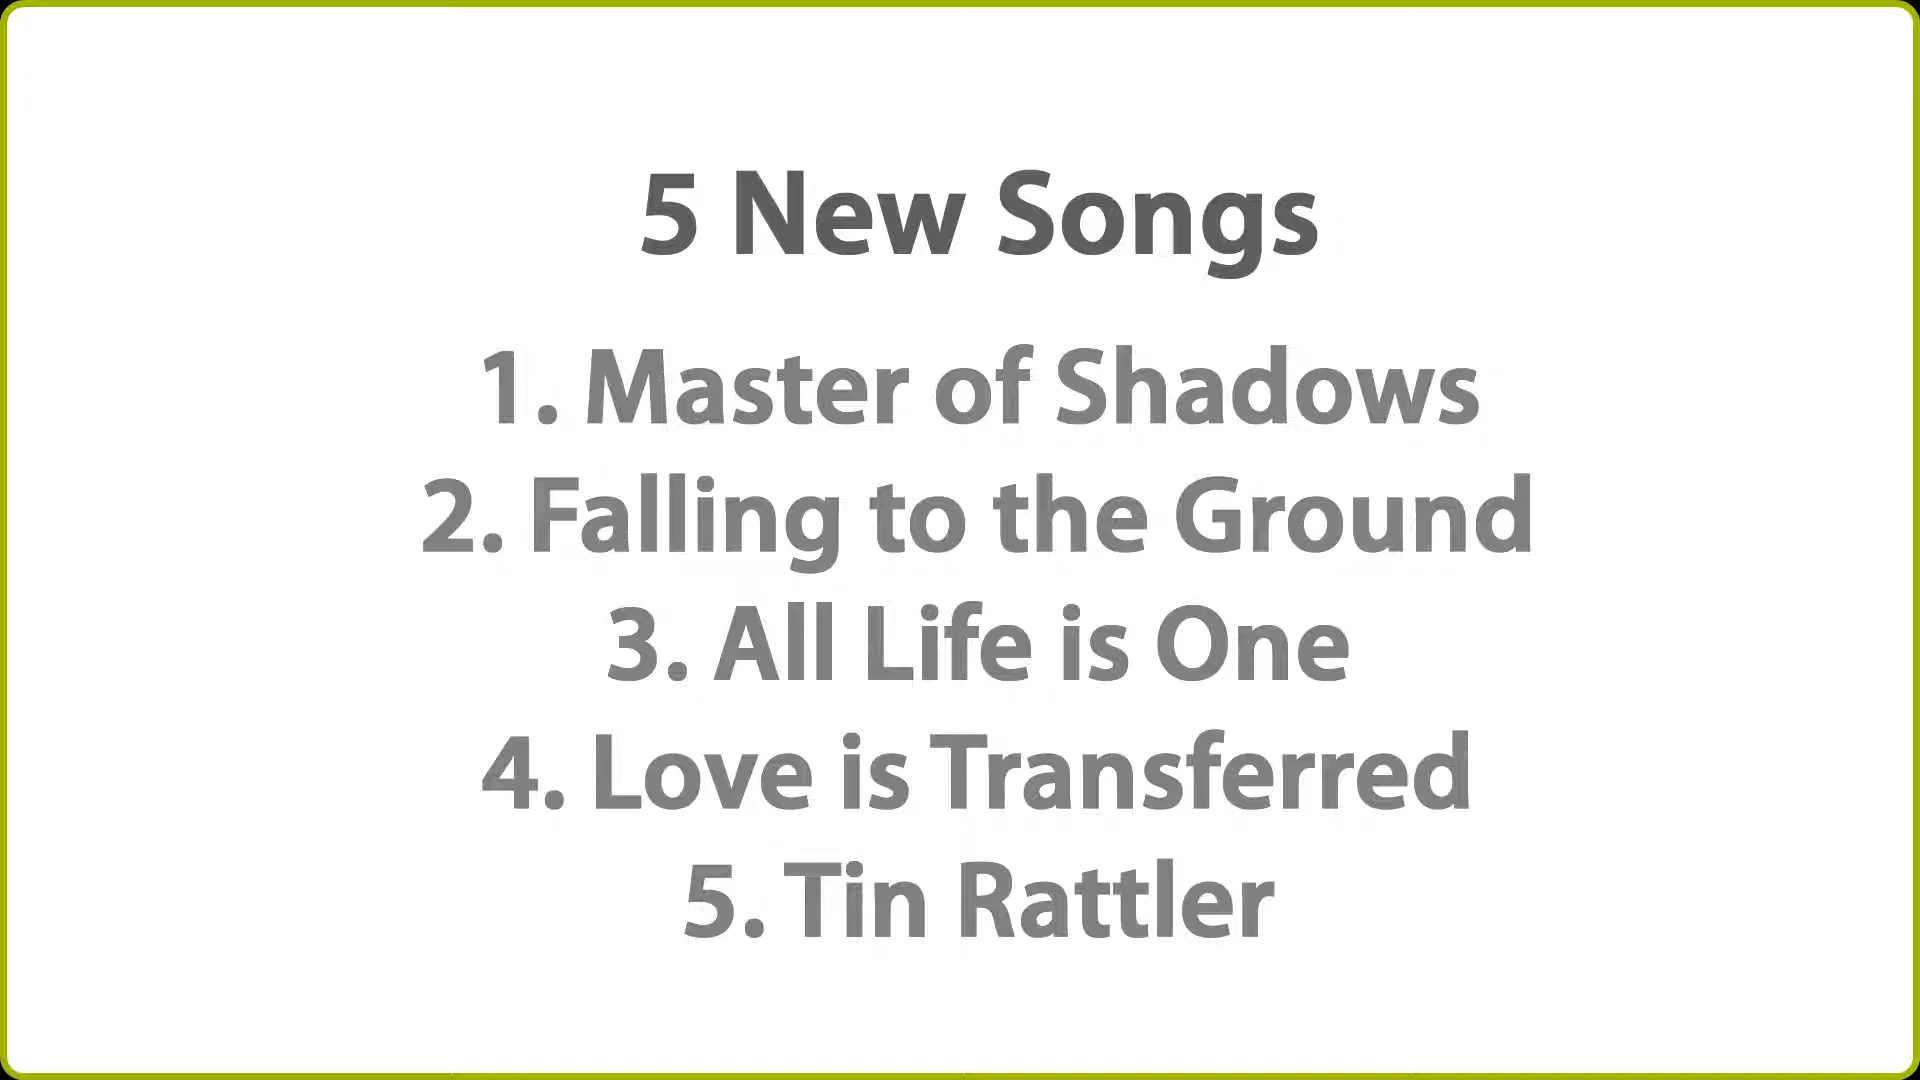 5 New Songs
1. Master of Shadows
2. Falling to the Ground
3. All Life is One
4. Love is Transferred
5. Tin Rattler